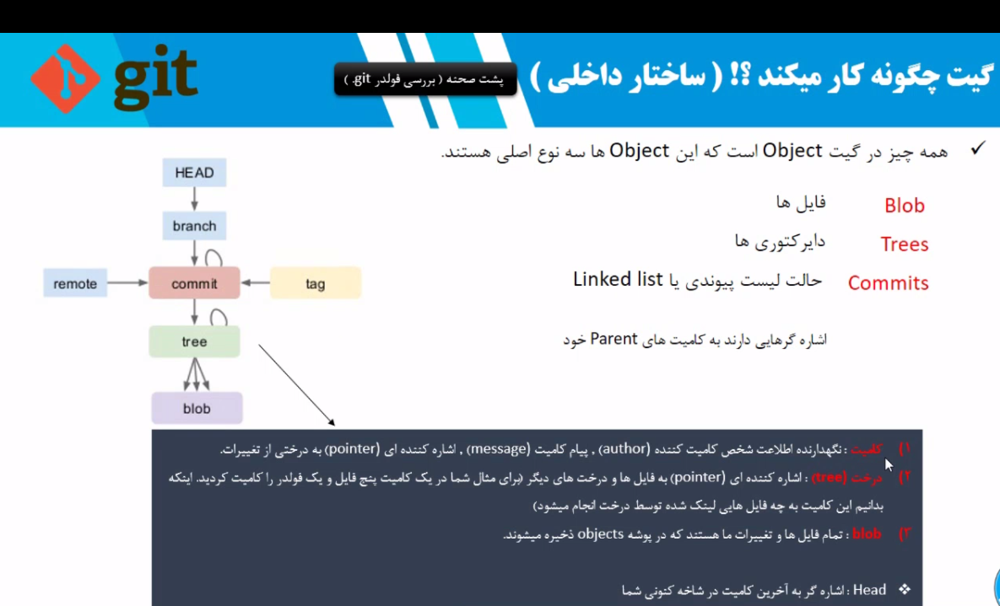 git
گیت چگونه کار میکند ؟! ( ساختار داخلی )
پشت صحنه ( بررسی فولدر git. )
همه چیز در گیت Object است که این Object ها سه نوع اصلی هستند.
Blob فایل ها
Trees دایرکتوری ها
Commits حالت لیست پیوندی یا Linked list
اشاره گرهایی دارند به کامیت های Parent خود
HEAD
branch
remote
commit
tag
tree
blob
۱) کامیت : نگهدارنده اطلاعت شخص کامیت کننده (author) , پیام کامیت (message) , اشاره کننده ای (pointer) به درختی از تغییرات.
۲) درخت (tree) : اشاره کننده ای (pointer) به فایل ها و درخت های دیگر (برای مثال شما در یک کامیت پنج فایل و یک فولدر را کامیت کردید. اینکه
بدانیم این کامیت به چه فایل هایی لینک شده توسط درخت انجام میشود)
۳) blob : تمام فایل ها و تغییرات ما هستند که در پوشه objects ذخیره میشوند.
❖ Head : اشاره گر به آخرین کامیت در شاخه کنونی شما